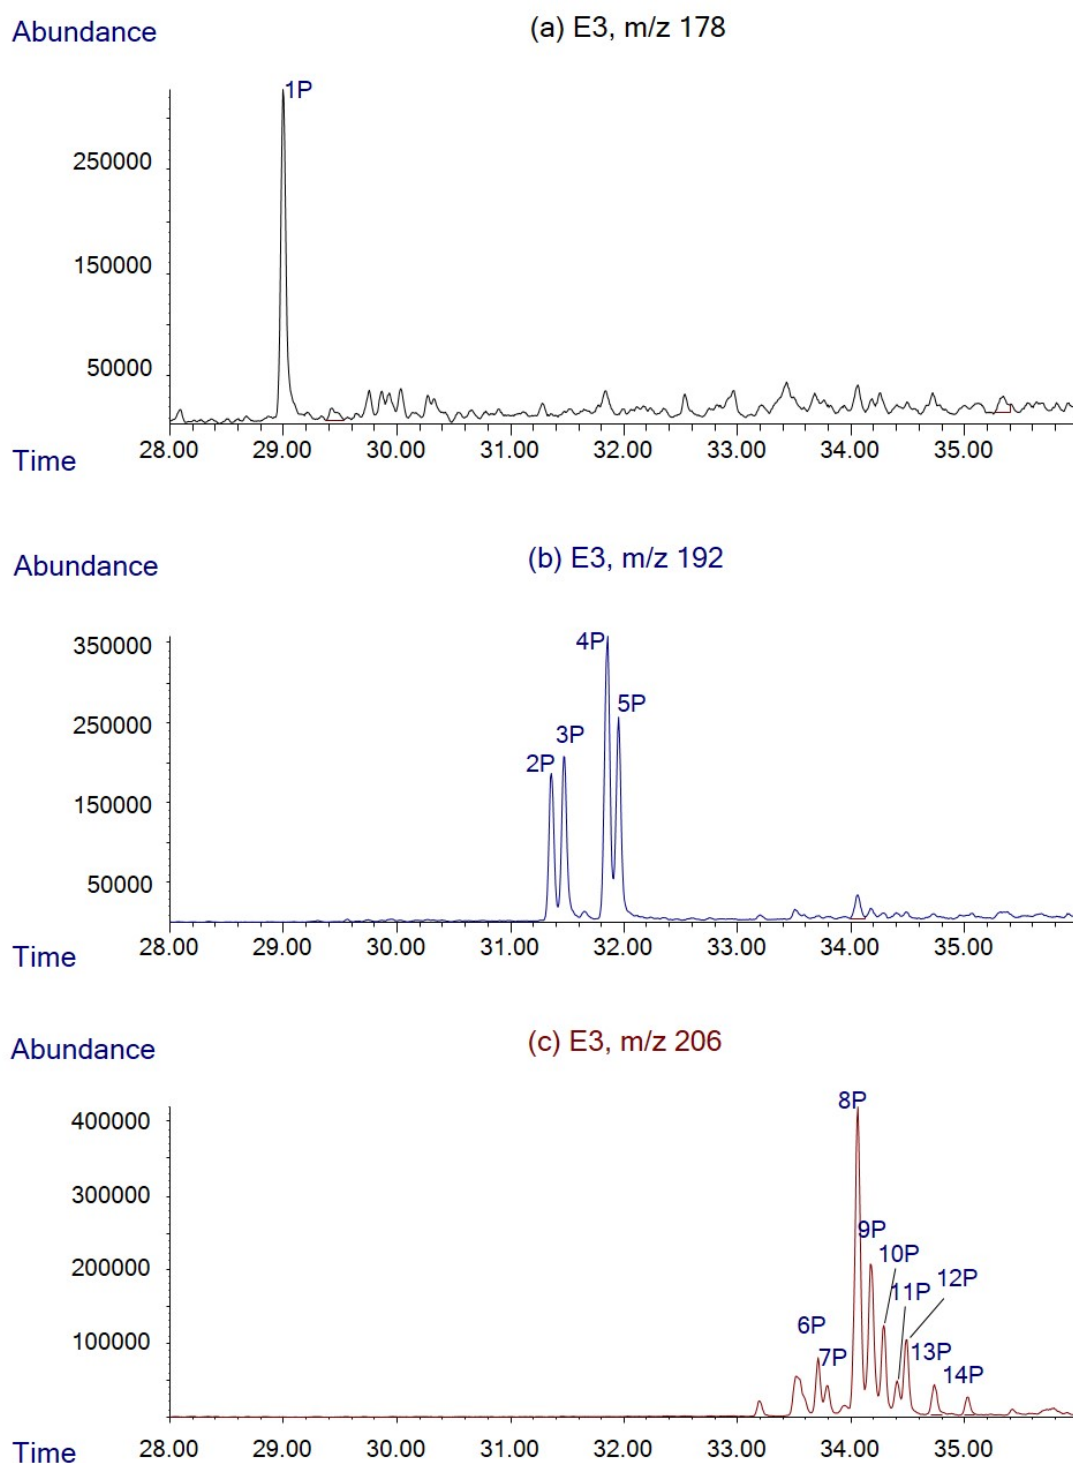 Abundance
(a) E3, m/z 178
1P
250000
150000
50000
28.00 29.00 30.00 31.00 32.00 33.00 34.00 35.00
Time
Abundance
(b) E3, m/z 192
350000
4P
250000
5P
3P
2P
150000
50000
28.00 29.00 30.00 31.00 32.00 33.00 34.00 35.00
Time
Abundance
(c) E3, m/z 206
400000
8P
300000
9P
10P
200000
11P 12P
6P
100000
7P
13P
14P
28.00 29.00 30.00 31.00 32.00 33.00 34.00 35.00
Time